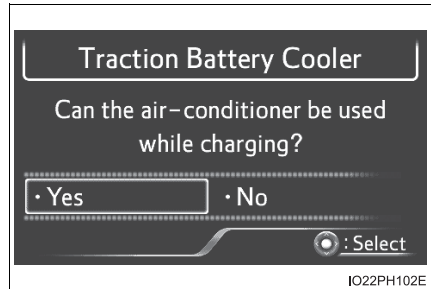 Traction Battery Cooler
Can the air-conditioner be used
while charging?
・Yes ・No
: Select
IO22PH102E